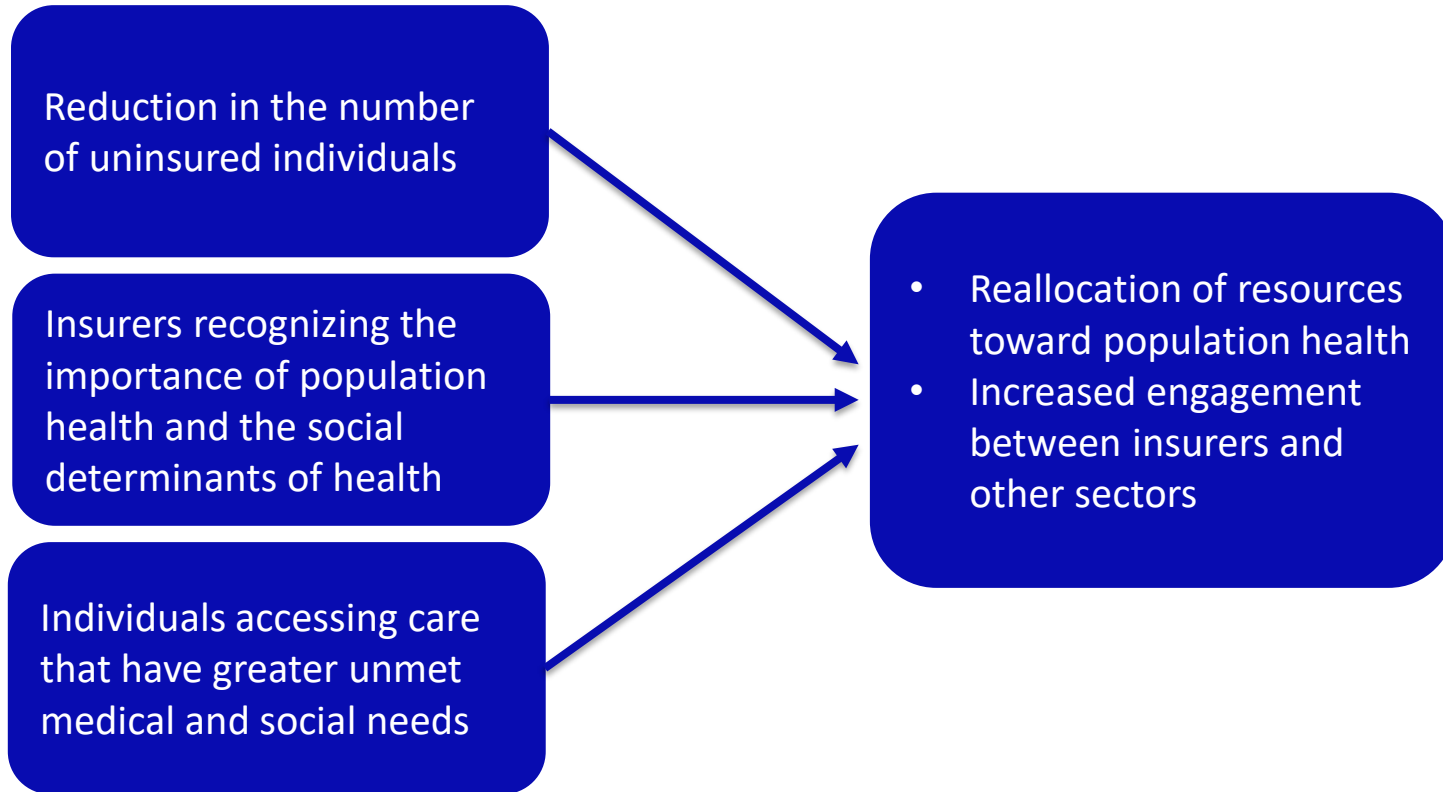 Reduction in the number
of uninsured individuals
Insurers recognizing the
importance of population
health and the social
determinants of health
Individuals accessing care
that have greater unmet
medical and social needs
• Reallocation of resources
toward population health
• Increased engagement
between insurers and
other sectors